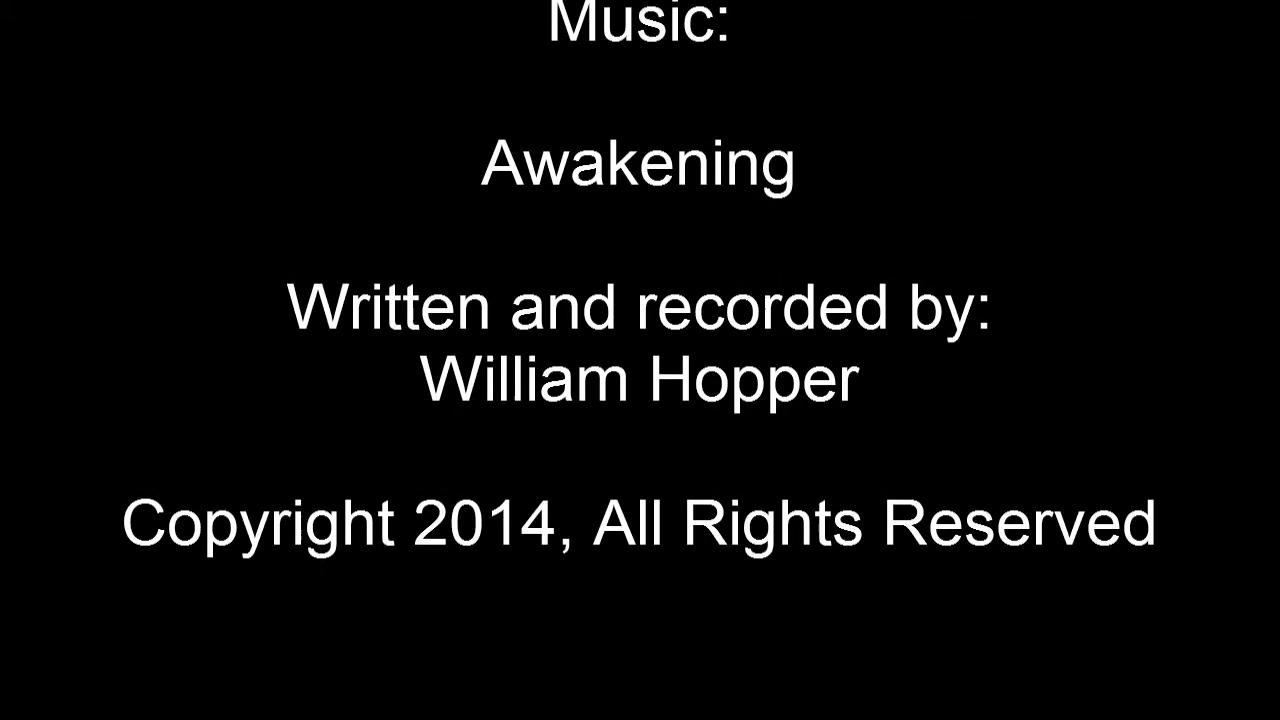 Music:
Awakening
Written and recorded by:
William Hopper
Copyright 2014, All Rights Reserved